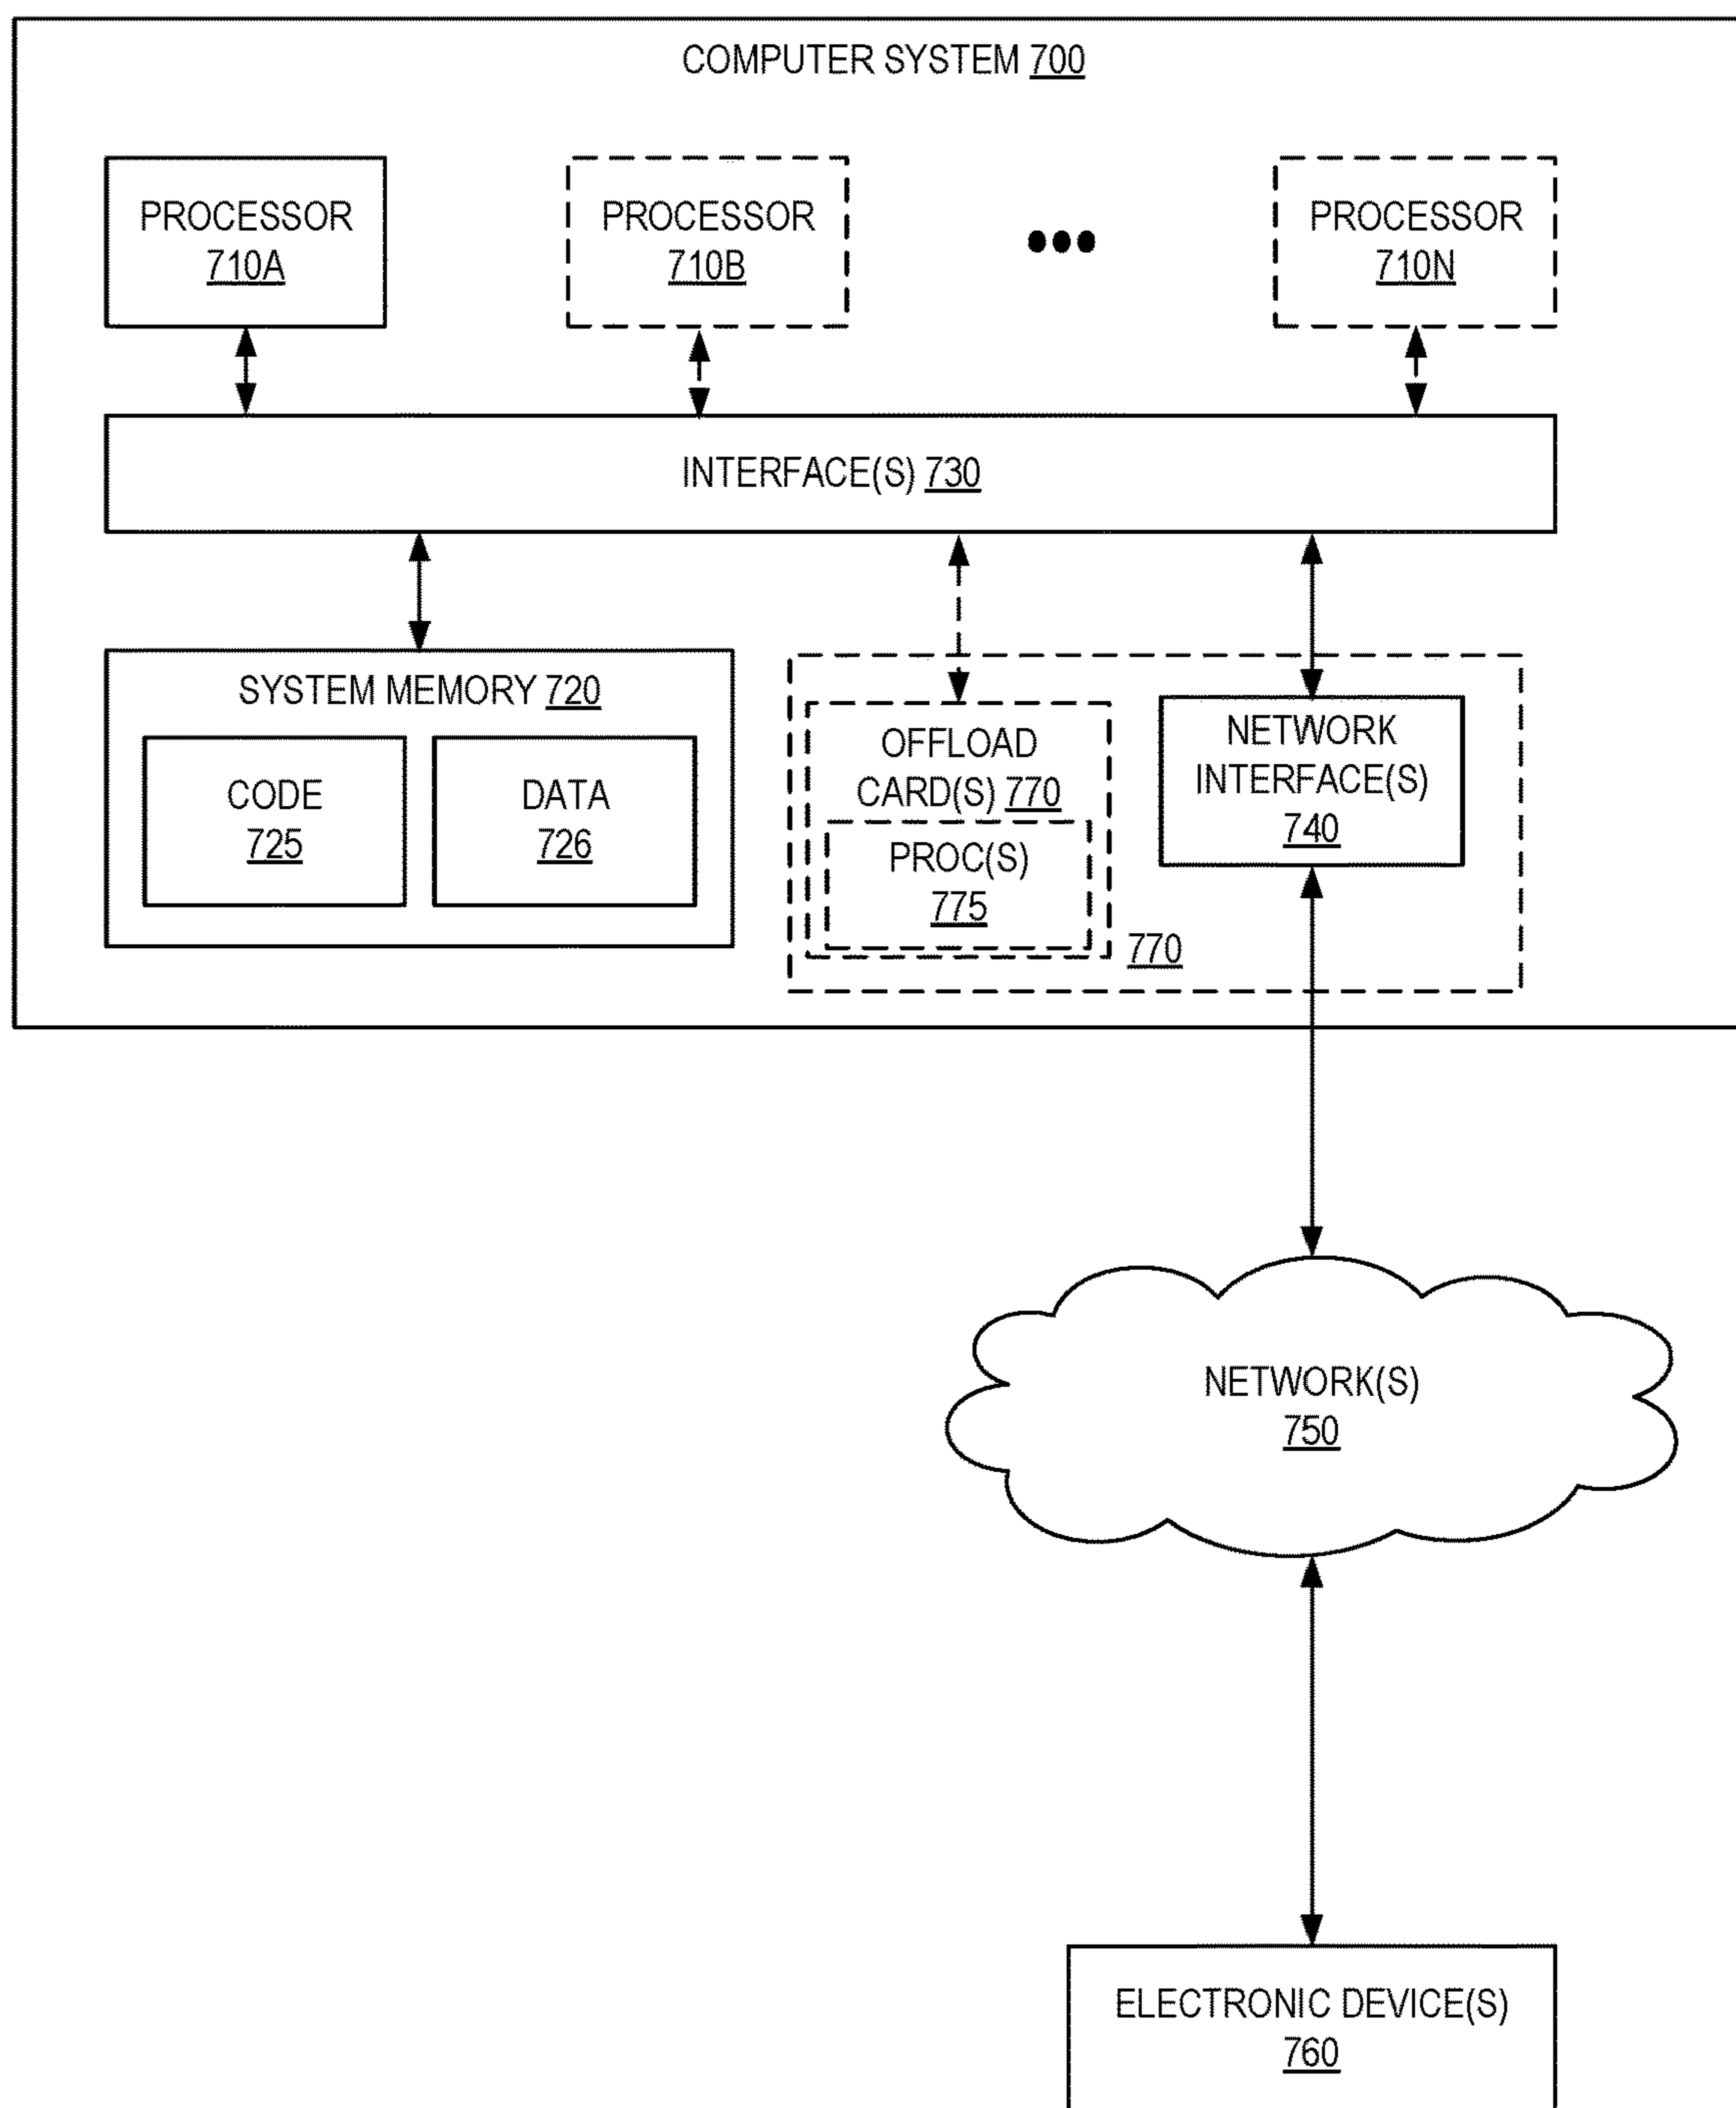 COMPUTER SYSTEM 700
PROCESSOR
710A
PROCESSOR
710B
PROCESSOR
710N
INTERFACE(S) 730
SYSTEM MEMORY 720
CODE
725
DATA
726
OFFLOAD
CARD(S) 770
PROC(S)
775
770
NETWORK
INTERFACE(S)
740
NETWORK(S)
750
ELECTRONIC DEVICE(S)
760